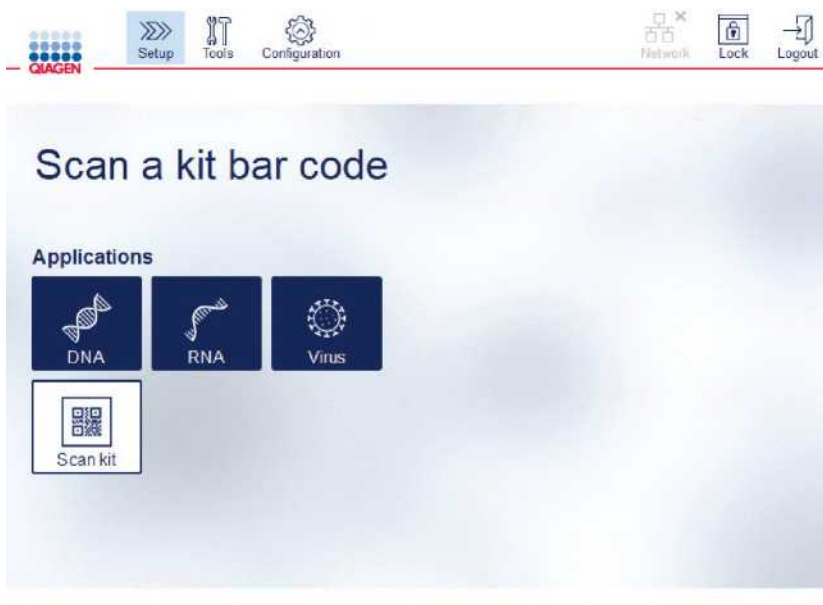 QIAGEN
Setup
Tools
Configuration
Network
Lock
Logout
Scan a kit bar code
Applications
DNA
RNA
Virus
Scan kit